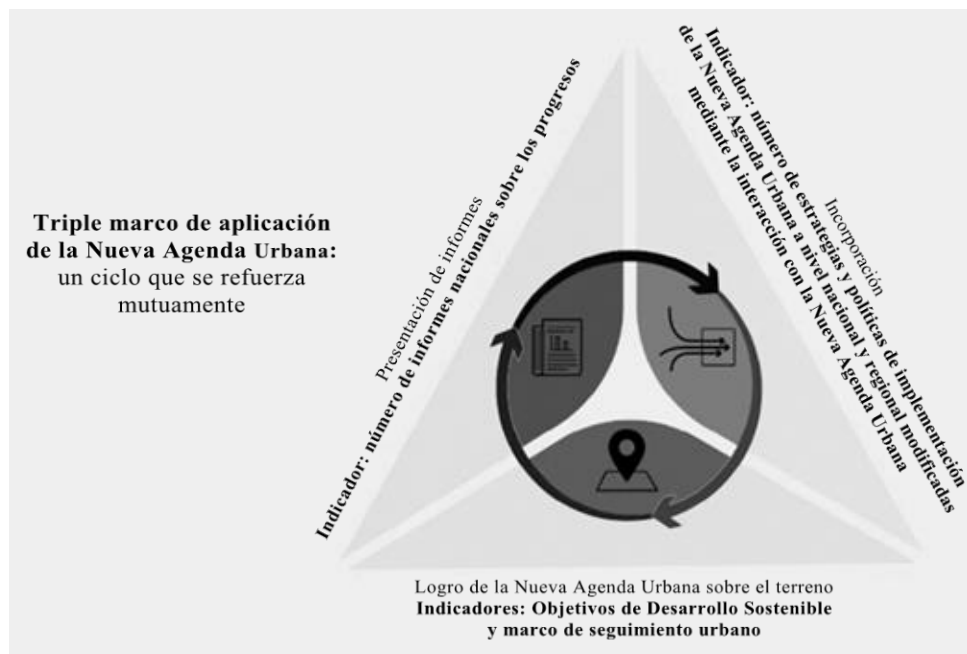 Triple marco de aplicación
de la Nueva Agenda Urbana:
un ciclo que se refuerza
mutuamente
Presentación de informes
Indicador: número de informes nacionales sobre los progresos
Incorporación
Indicador: número de estrategias y políticas de implementación
de la Nueva Agenda Urbana a nivel nacional y regional modificadas
mediante la interacción con la Nueva Agenda Urbana
Logro de la Nueva Agenda Urbana sobre el terreno
Indicadores: Objetivos de Desarrollo Sostenible
y marco de seguimiento urbano